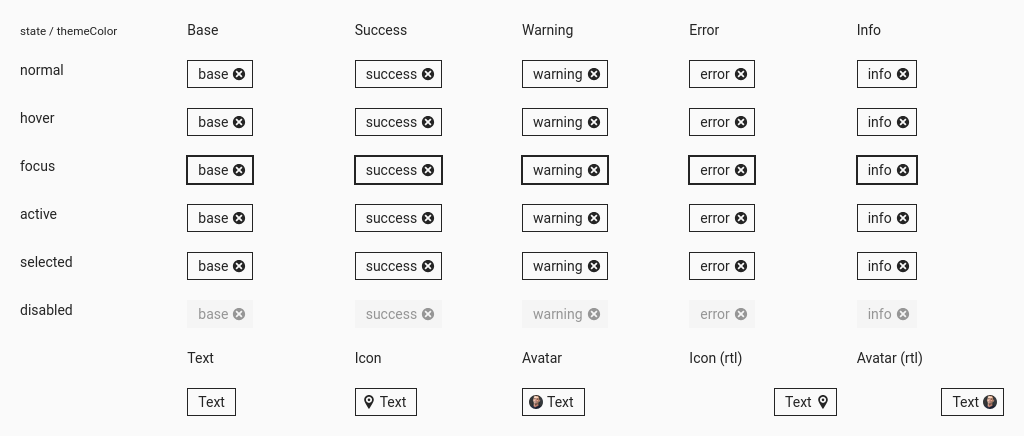 state / themeColor Base Success Warning Error Info
normal base success warning error info
hover base success warning error info
focus base success warning error info
active base success warning error info
selected base success warning error info
disabled base success warning error info
Text Icon Avatar Icon (rtl) Avatar (rtl)
Text Text Text Text Text